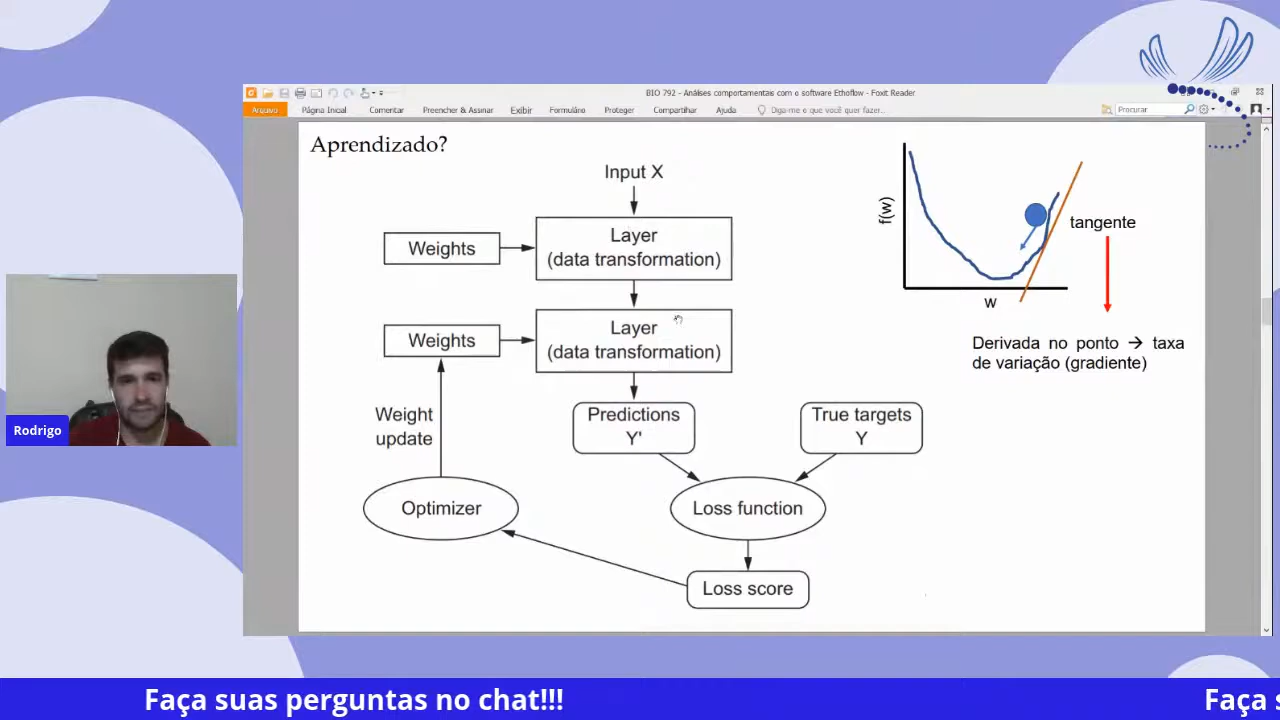 BIO 792 - Análises comportamentais com o software Ethoflow - Foxit Reader
Arquivo Página Inicial Comentar Preencher & Assinar Exibir Formulário Proteger Compartilhar Ajuda Diga-me o que você quer fazer... Procurar
Aprendizado?
Input X
Weights
Layer
(data transformation)
Weights
Layer
(data transformation)
Weight
update
Predictions
Y'
True targets
Y
Optimizer
Loss function
Loss score
f(w)
w
tangente
Derivada no ponto → taxa
de variação (gradiente)
Rodrigo
Faça suas perguntas no chat!!! Faça s